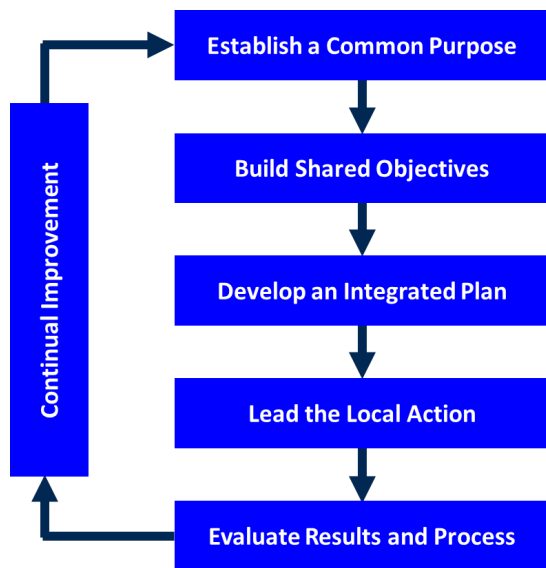 Establish a Common Purpose
Build Shared Objectives
Develop an Integrated Plan
Lead the Local Action
Evaluate Results and Process
Continual Improvement